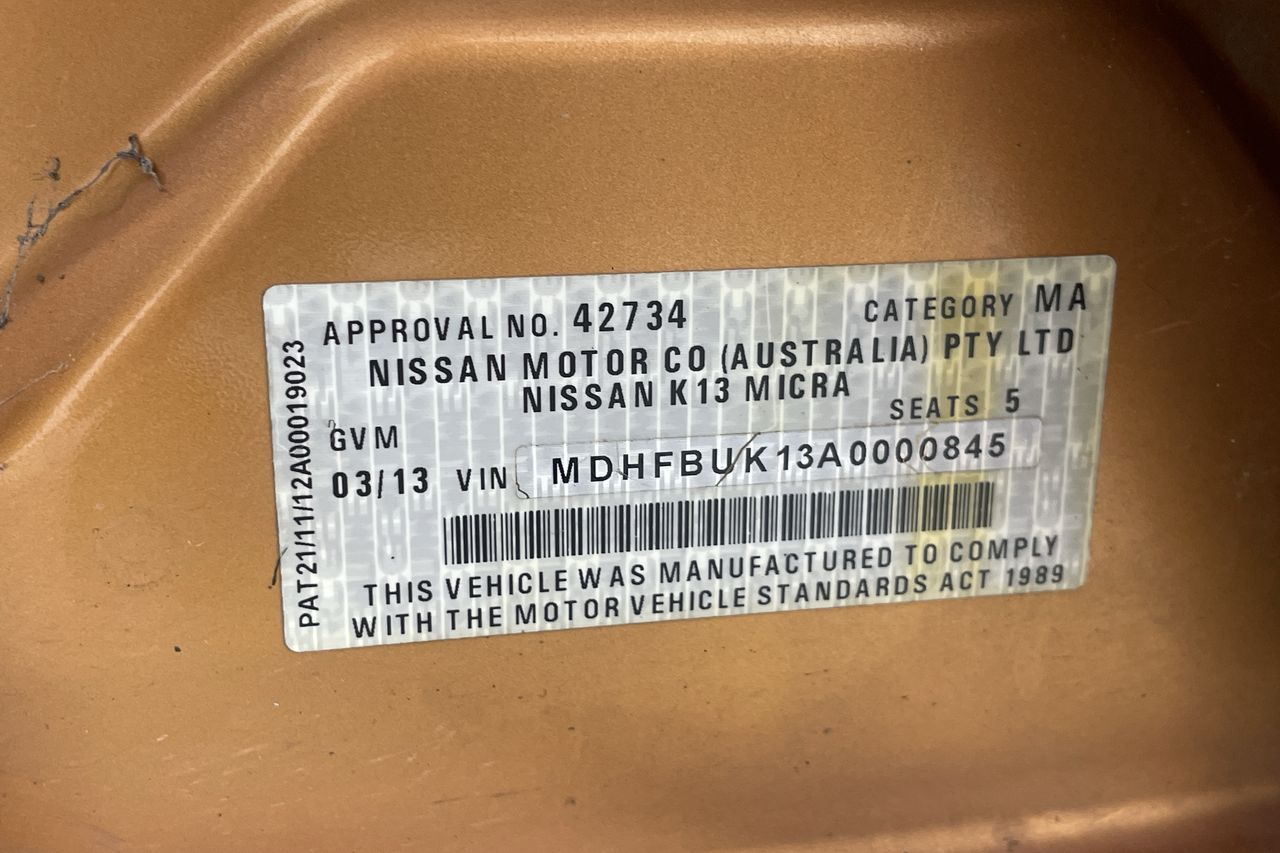 APPROVAL NO. 42734 CATEGORY MA
NISSAN MOTOR CO (AUSTRALIA) PTY LTD
NISSAN K13 MICRA
SEATS 5
GVM
03/13 VIN MDHFBUK13A0000845
THIS VEHICLE WAS MANUFACTURED TO COMPLY
WITH THE MOTOR VEHICLE STANDARDS ACT 1989
PAT21/11/12A00019023